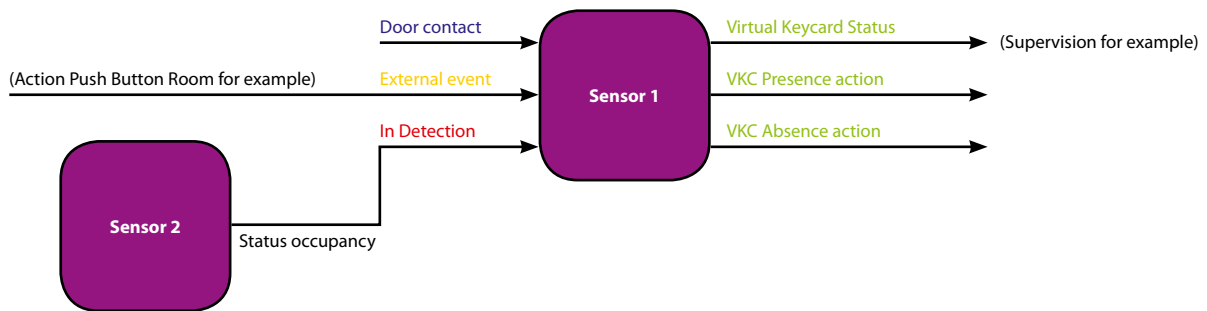 Door contact
Virtual Keycard Status
(Supervision for example)
(Action Push Button Room for example)
External event
Sensor 1
VKC Presence action
In Detection
VKC Absence action
Sensor 2
Status occupancy